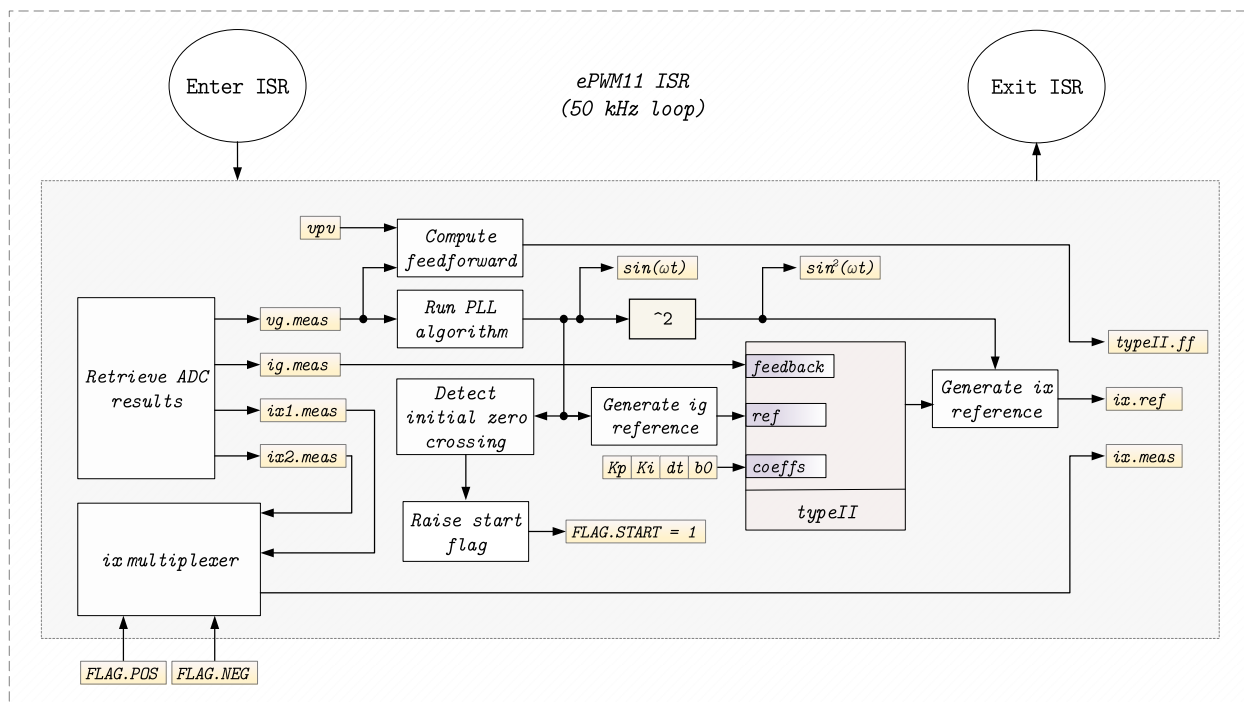 Enter ISR
ePWM11 ISR
(50 kHz loop)
Exit ISR
vpv
Compute
feedforward
sin(ωt)
sin²(ωt)
Run PLL
algorithm
^2
vg.meas
typeII.ff
Retrieve ADC
results
ig.meas
feedback
ix1.meas
Detect
initial zero
crossing
Generate ig
reference
ref
Generate ix
reference
ix.ref
ix2.meas
Kp Ki dt b0
coeffs
ix.meas
typeII
Raise start
flag
FLAG.START = 1
ix multiplexer
FLAG.POS
FLAG.NEG